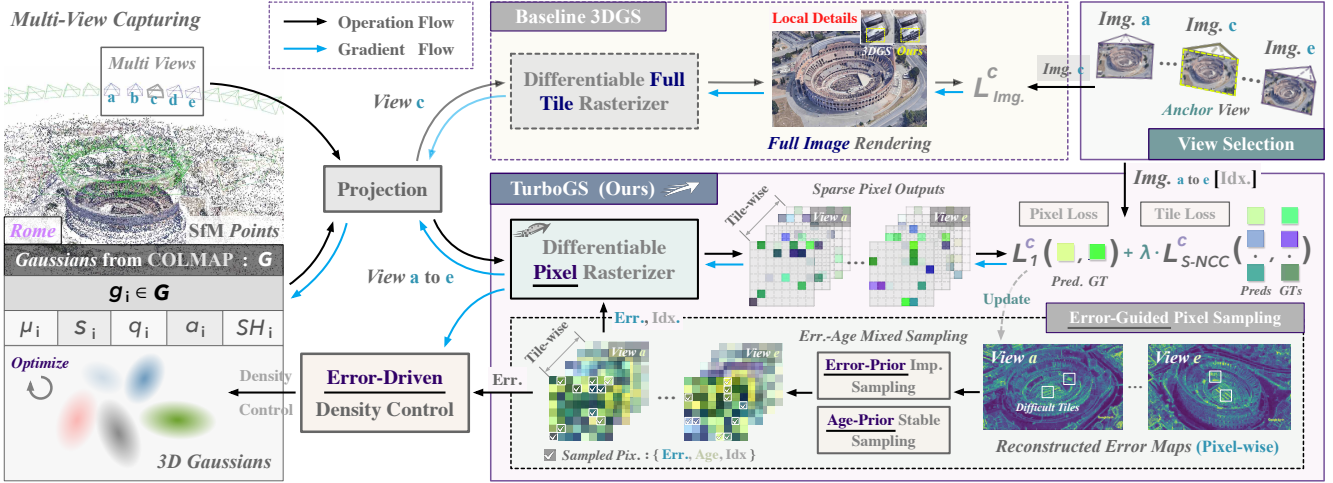 Multi-View Capturing
Multi Views
a b c d e
Rome
SfM Points
Gaussians from COLMAP : G
g i ∈ G
μ i
s i
q i
a i
SH i
Optimize
3D Gaussians
Operation Flow
Gradient Flow
View c
Projection
View a to e
Density
Control
Error-Driven
Density Control
Err.
Baseline 3DGS
Differentiable Full
Tile Rasterizer
Local Details
3DGS
Ours
Full Image Rendering
L c Img.
Img. c
Img. a
Img. c
Img. e
Anchor View
View Selection
Img. a to e [Idx.]
TurboGS (Ours)
Differentiable
Pixel Rasterizer
Sparse Pixel Outputs
Tile-wise
View a
View e
Pixel Loss
Tile Loss
L C 1 ( , ) + λ · L C S-NCC ( , )
Pred. GT
Preds
GTs
Update
Err., Idx.
Error-Guided Pixel Sampling
Tile-wise
View a
View e
Err.-Age Mixed Sampling
Error-Prior Imp.
Sampling
Age-Prior Stable
Sampling
View a
View e
Difficult Tiles
Sampled Pix. : { Err., Age, Idx }
Reconstructed Error Maps (Pixel-wise)